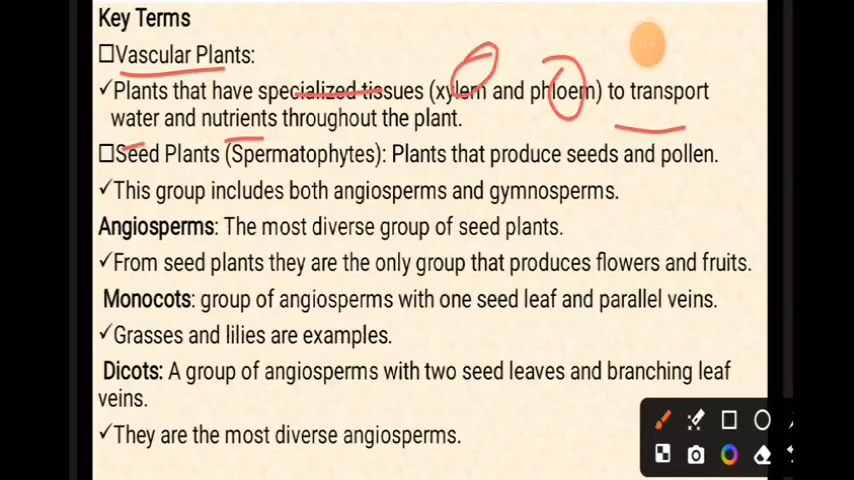 Key Terms
□Vascular Plants:
✓Plants that have specialized tissues (xylem and phloem) to transport
water and nutrients throughout the plant.
□Seed Plants (Spermatophytes): Plants that produce seeds and pollen.
✓This group includes both angiosperms and gymnosperms.
Angiosperms: The most diverse group of seed plants.
✓From seed plants they are the only group that produces flowers and fruits.
Monocots: group of angiosperms with one seed leaf and parallel veins.
✓Grasses and lilies are examples.
Dicots: A group of angiosperms with two seed leaves and branching leaf
veins.
✓They are the most diverse angiosperms.